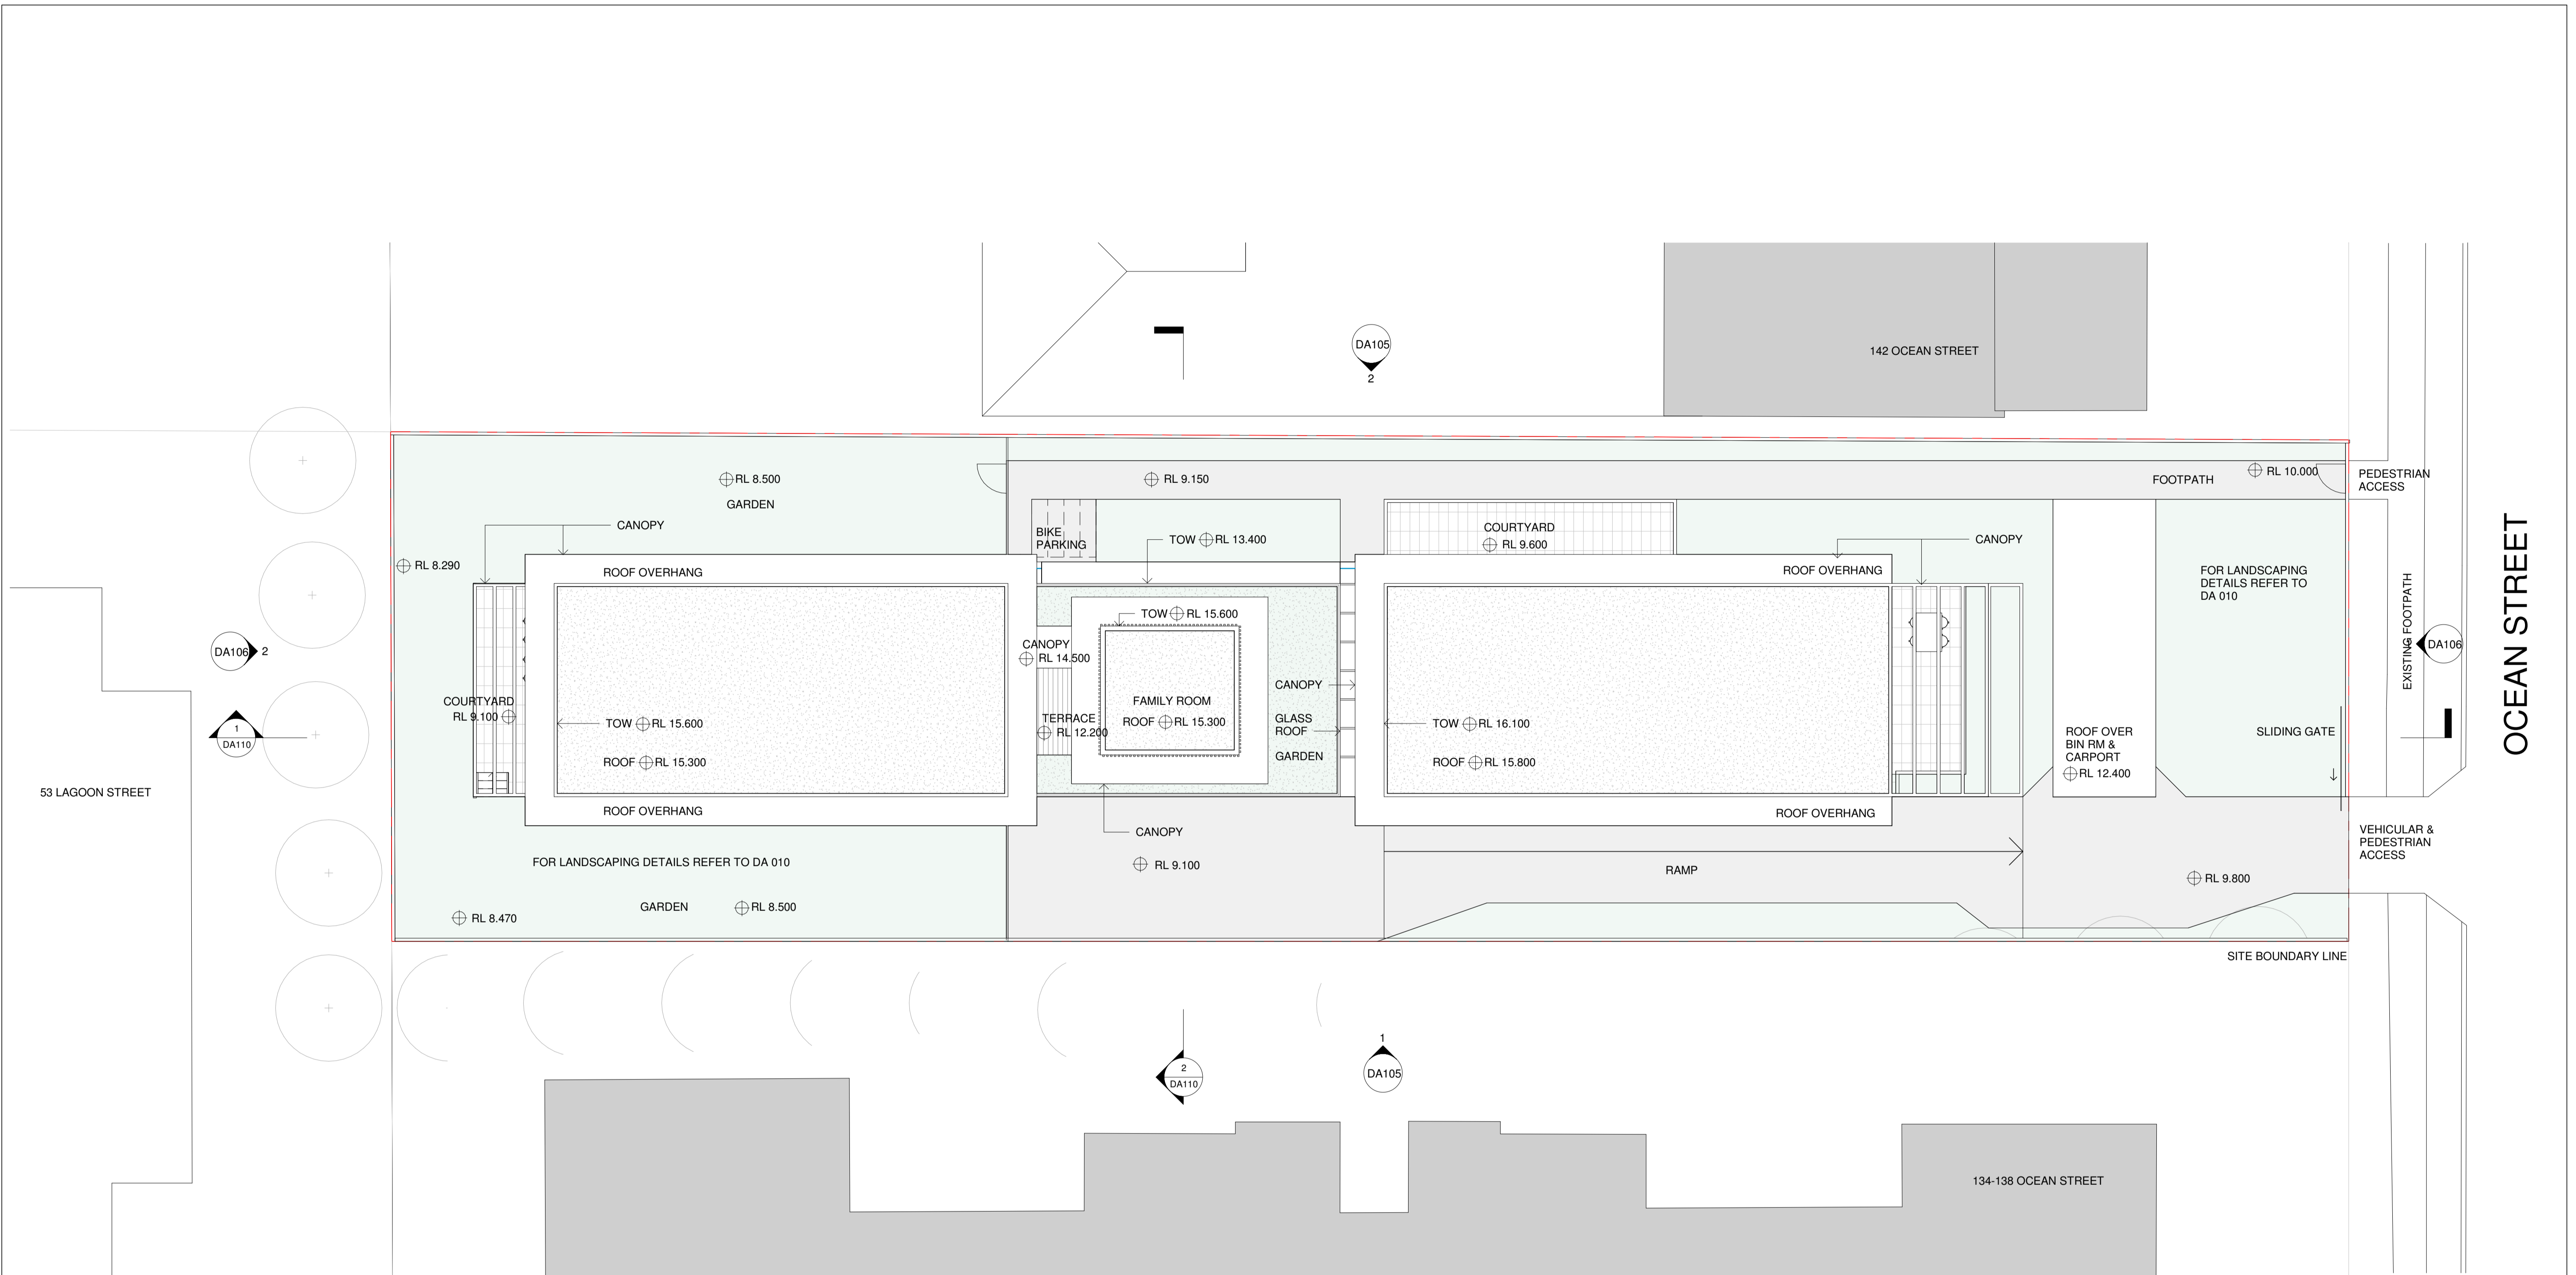 DA105
2
142 OCEAN STREET
RL 8.500
GARDEN
RL 9.150
FOOTPATH
RL 10.000
PEDESTRIAN
ACCESS
CANOPY
BIKE
PARKING
TOW RL 13.400
COURTYARD
RL 9.600
CANOPY
RL 8.290
ROOF OVERHANG
ROOF OVERHANG
FOR LANDSCAPING
DETAILS REFER TO
DA 010
EXISTING FOOTPATH
OCEAN STREET
TOW RL 15.600
DA106
2
CANOPY
RL 14.500
DA106
CANOPY
COURTYARD
RL 9.100
FAMILY ROOM
ROOF RL 15.300
TERRACE
RL 12.200
GLASS
ROOF
GARDEN
TOW RL 15.600
ROOF RL 15.300
TOW RL 16.100
ROOF RL 15.800
ROOF OVER
BIN RM &
CARPORT
RL 12.400
SLIDING GATE
1
DA110
53 LAGOON STREET
ROOF OVERHANG
ROOF OVERHANG
CANOPY
VEHICULAR &
PEDESTRIAN
ACCESS
FOR LANDSCAPING DETAILS REFER TO DA 010
RL 9.100
RAMP
RL 9.800
GARDEN
RL 8.500
RL 8.470
SITE BOUNDARY LINE
1
DA105
2
DA110
134-138 OCEAN STREET